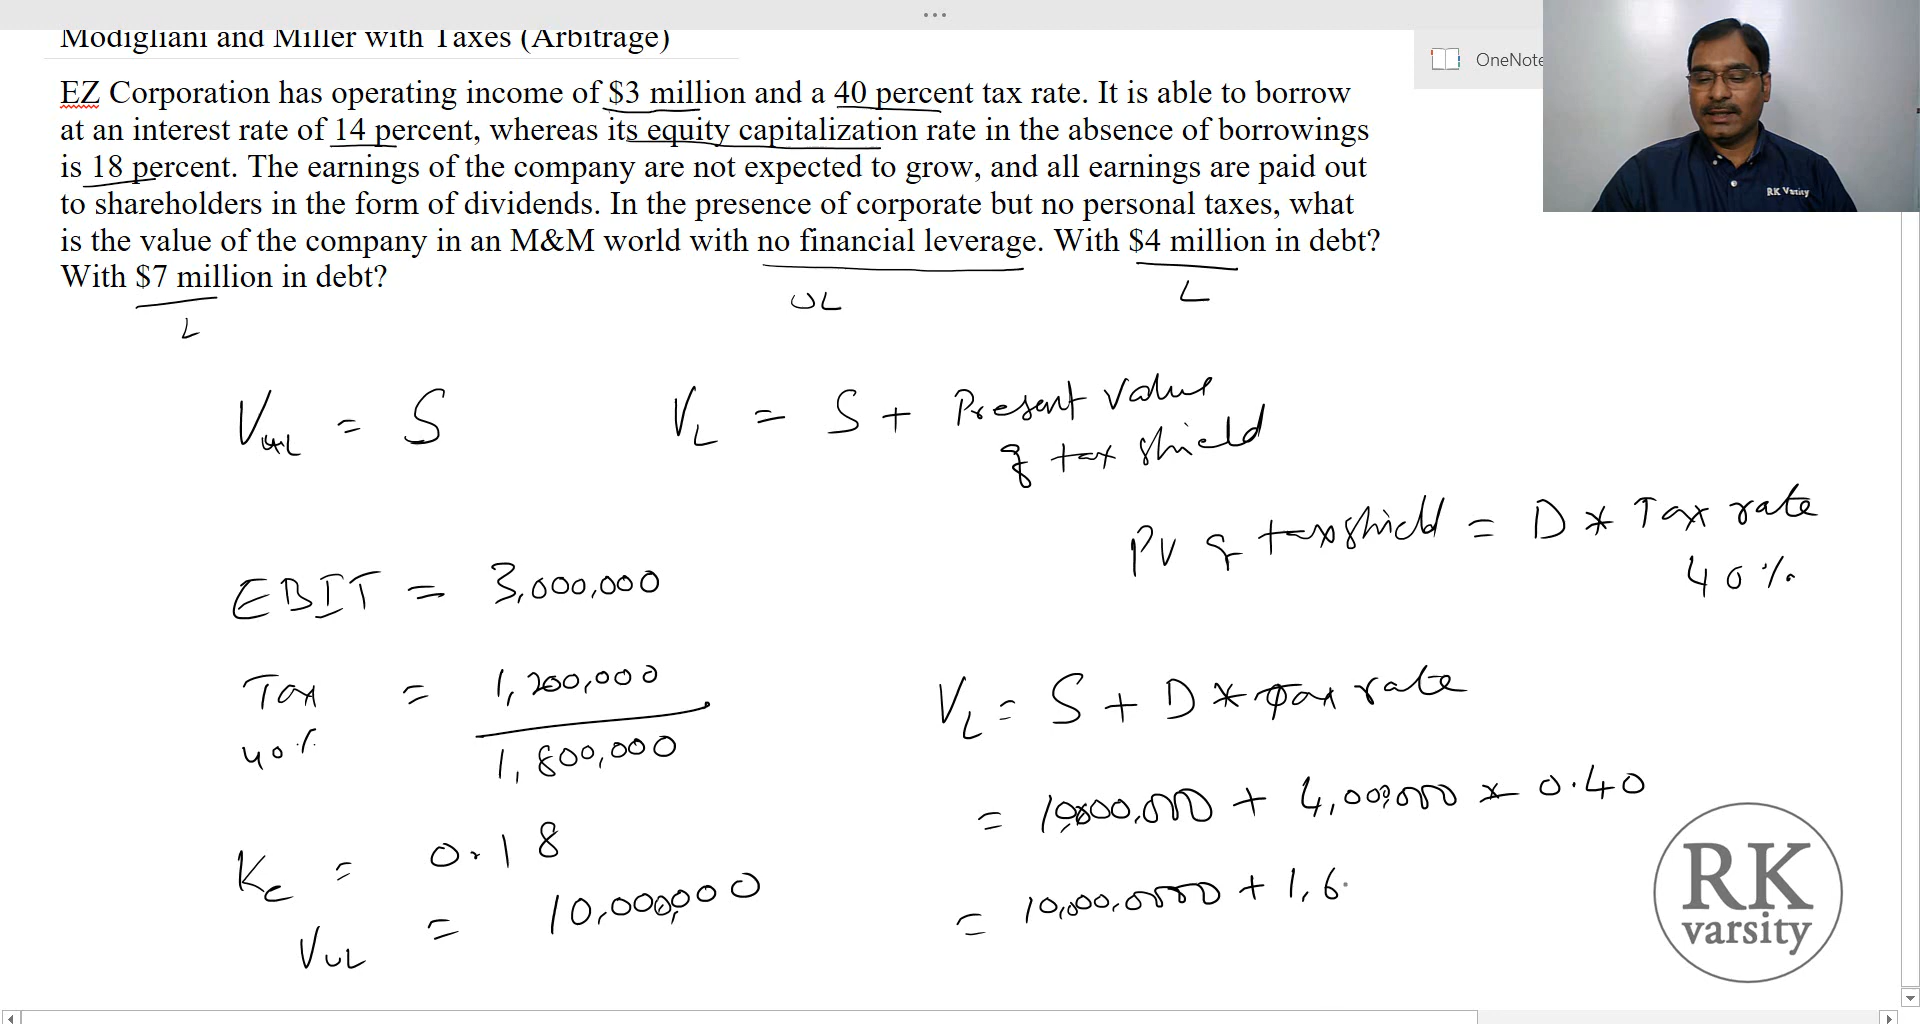 Modigliani and Miller with Taxes (Arbitrage)
OneNote
EZ Corporation has operating income of $3 million and a 40 percent tax rate. It is able to borrow
at an interest rate of 14 percent, whereas its equity capitalization rate in the absence of borrowings
is 18 percent. The earnings of the company are not expected to grow, and all earnings are paid out
to shareholders in the form of dividends. In the presence of corporate but no personal taxes, what
is the value of the company in an M&M world with no financial leverage. With $4 million in debt?
With $7 million in debt?
RK Varsity
UL
L
L
VUL = S
VL = S + Present Value
of tax shield
PV of tax shield = D * Tax rate
40%
EBIT = 3,000,000
Tax = 1,200,000
40%
1,800,000
VL = S + D * Tax rate
= 10,000,000 + 4,000,000 * 0.40
Ke = 0.18
VUL = 10,000,000
= 10,000,0000 + 1,6
RK
varsity